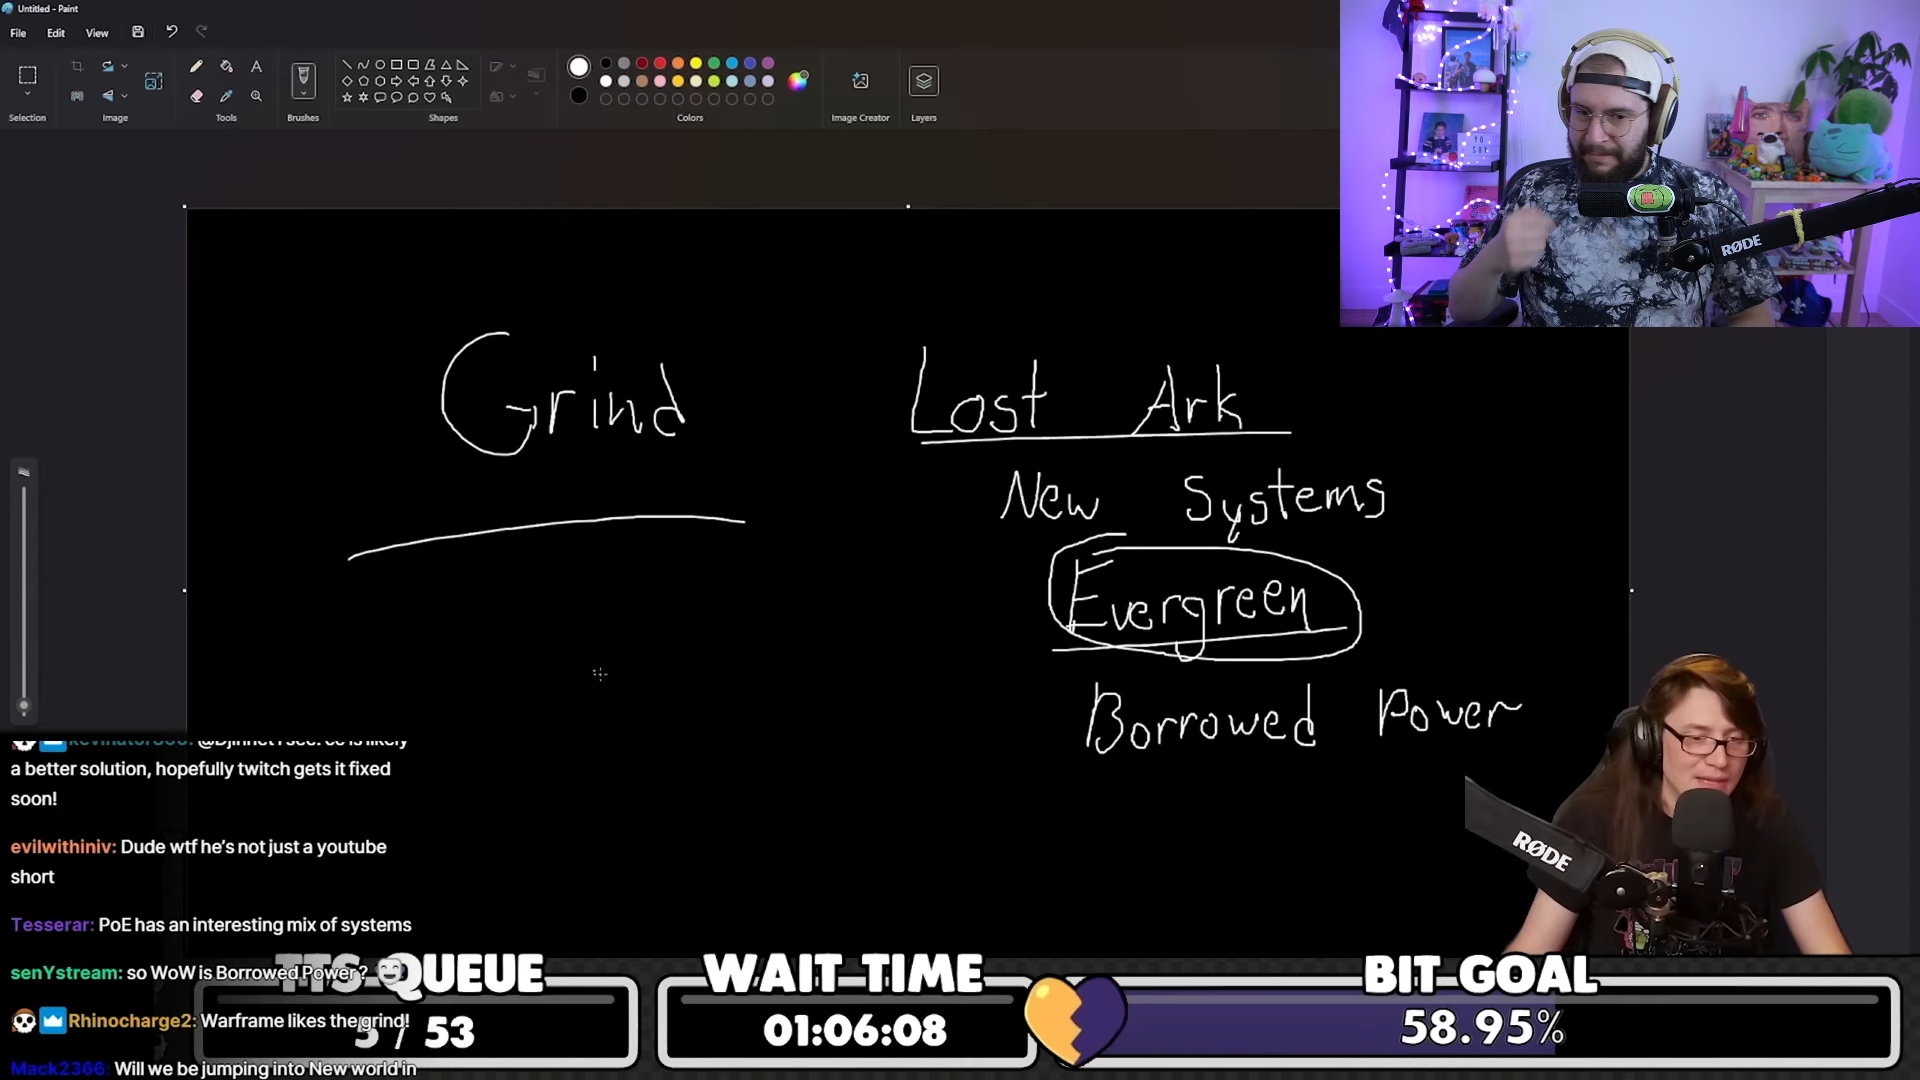 Untitled - Paint
File Edit View
Selection Image Tools Brushes Shapes Colors Image Creator Layers
YO
SOY
RØDE
Grind
Lost Ark
New Systems
Evergreen
Borrowed Power
RØDE
a better solution, hopefully twitch gets it fixed
soon!
evilwithiniv: Dude wtf he's not just a youtube
short
Tesserar: PoE has an interesting mix of systems
senYstream: so WoW is Borrowed Power?
Rhinocharge2: Warframe likes the grind!
Mack2366: Will we be jumping into New world in
TTS QUEUE
5 / 53
WAIT TIME
01:06:08
BIT GOAL
58.95%